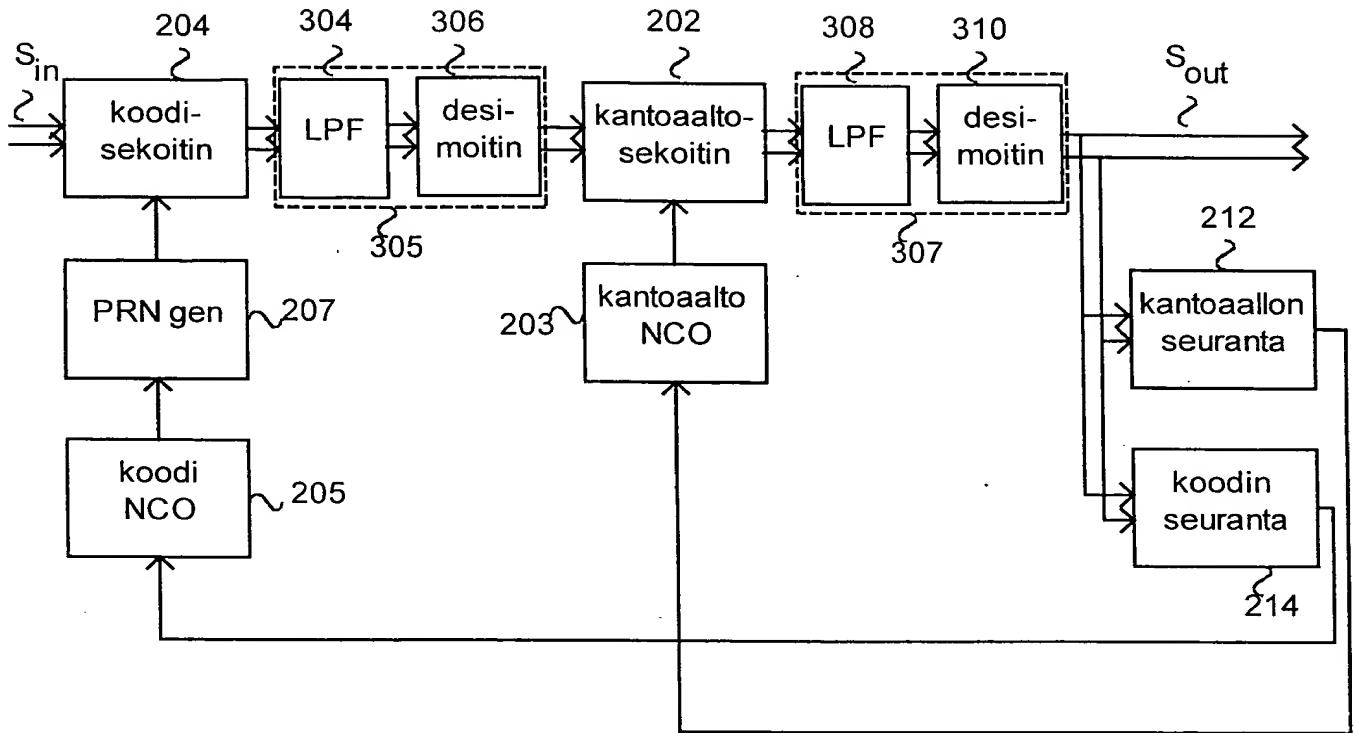 204
304
306
202
308
310
S_in
S_out
koodi-
sekoitin
LPF
desi-
moitin
kantoaalto-
sekoitin
LPF
desi-
moitin
305
307
212
PRN gen
207
203
kantoaalto
NCO
kantoaallon
seuranta
koodi
NCO
205
koodin
seuranta
214